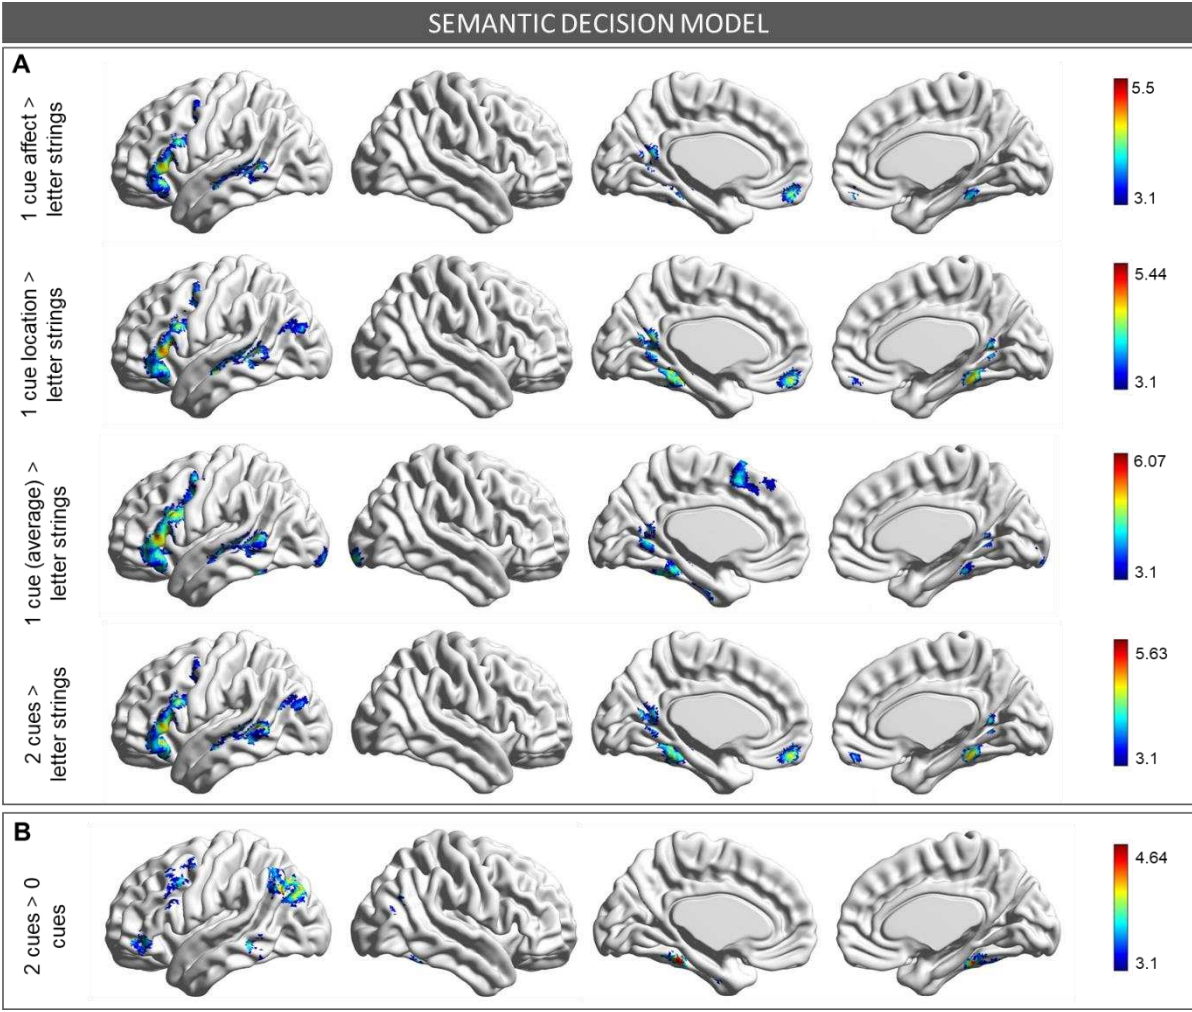 SEMANTIC DECISION MODEL
A
1 cue affect >
letter strings
5.5
3.1
1 cue location >
letter strings
5.44
3.1
1 cue (average) >
letter strings
6.07
3.1
2 cues >
letter strings
5.63
3.1
B
2 cues > 0
cues
4.64
3.1